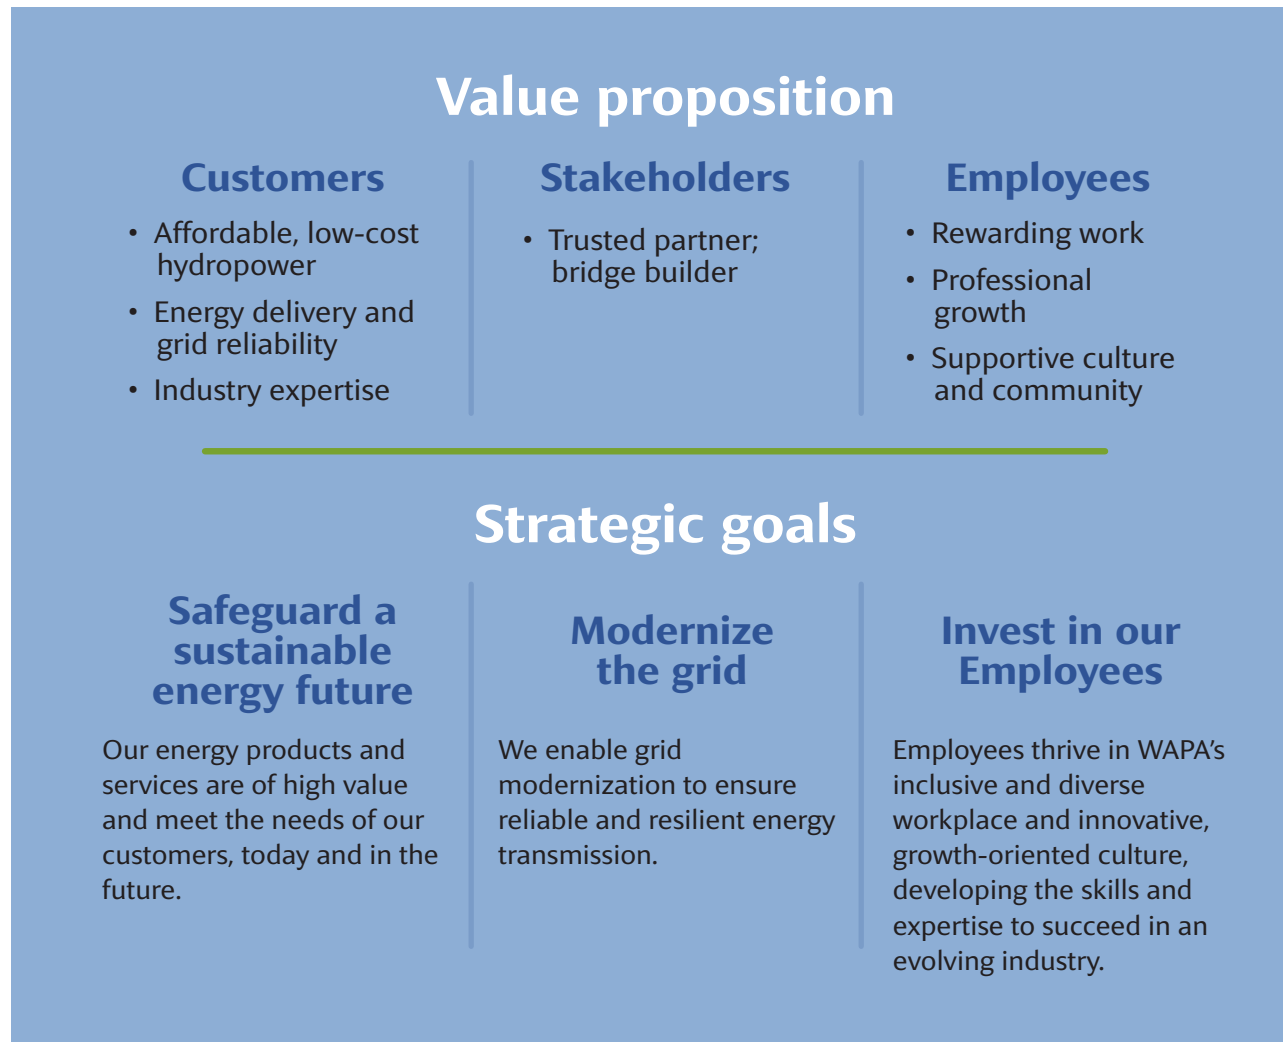 Value proposition
Customers
• Affordable, low-cost
hydropower
• Energy delivery and
grid reliability
• Industry expertise
Stakeholders
• Trusted partner;
bridge builder
Employees
• Rewarding work
• Professional
growth
• Supportive culture
and community
Strategic goals
Safeguard a
sustainable
energy future
Our energy products and
services are of high value
and meet the needs of our
customers, today and in the
future.
Modernize
the grid
We enable grid
modernization to ensure
reliable and resilient energy
transmission.
Invest in our
Employees
Employees thrive in WAPA’s
inclusive and diverse
workplace and innovative,
growth-oriented culture,
developing the skills and
expertise to succeed in an
evolving industry.